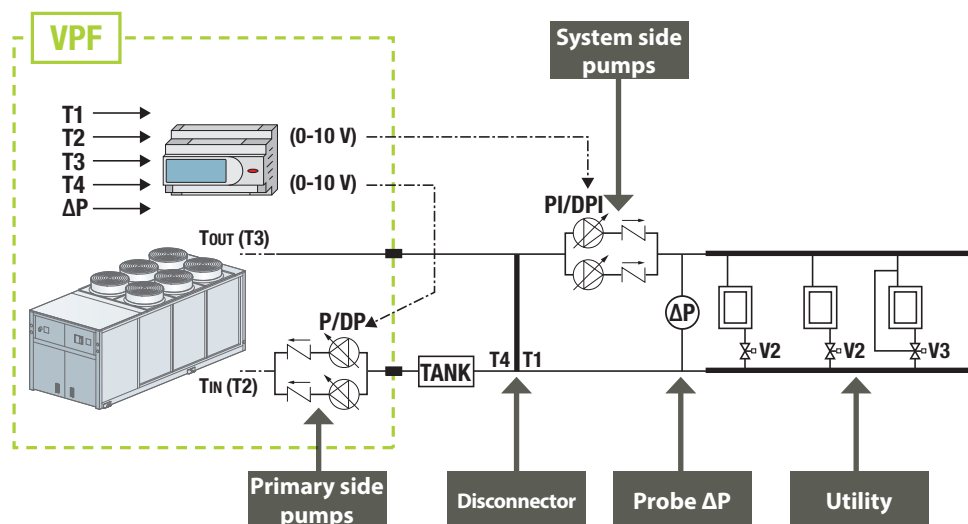 VPF
System side
pumps
T1
T2
T3
T4
ΔP
(0-10 V)
(0-10 V)
PI/DPI
TOUT (T3)
P/DP
ΔP
TIN (T2)
TANK
T4 T1
V2
V2
V3
Primary side
pumps
Disconnector
Probe ΔP
Utility